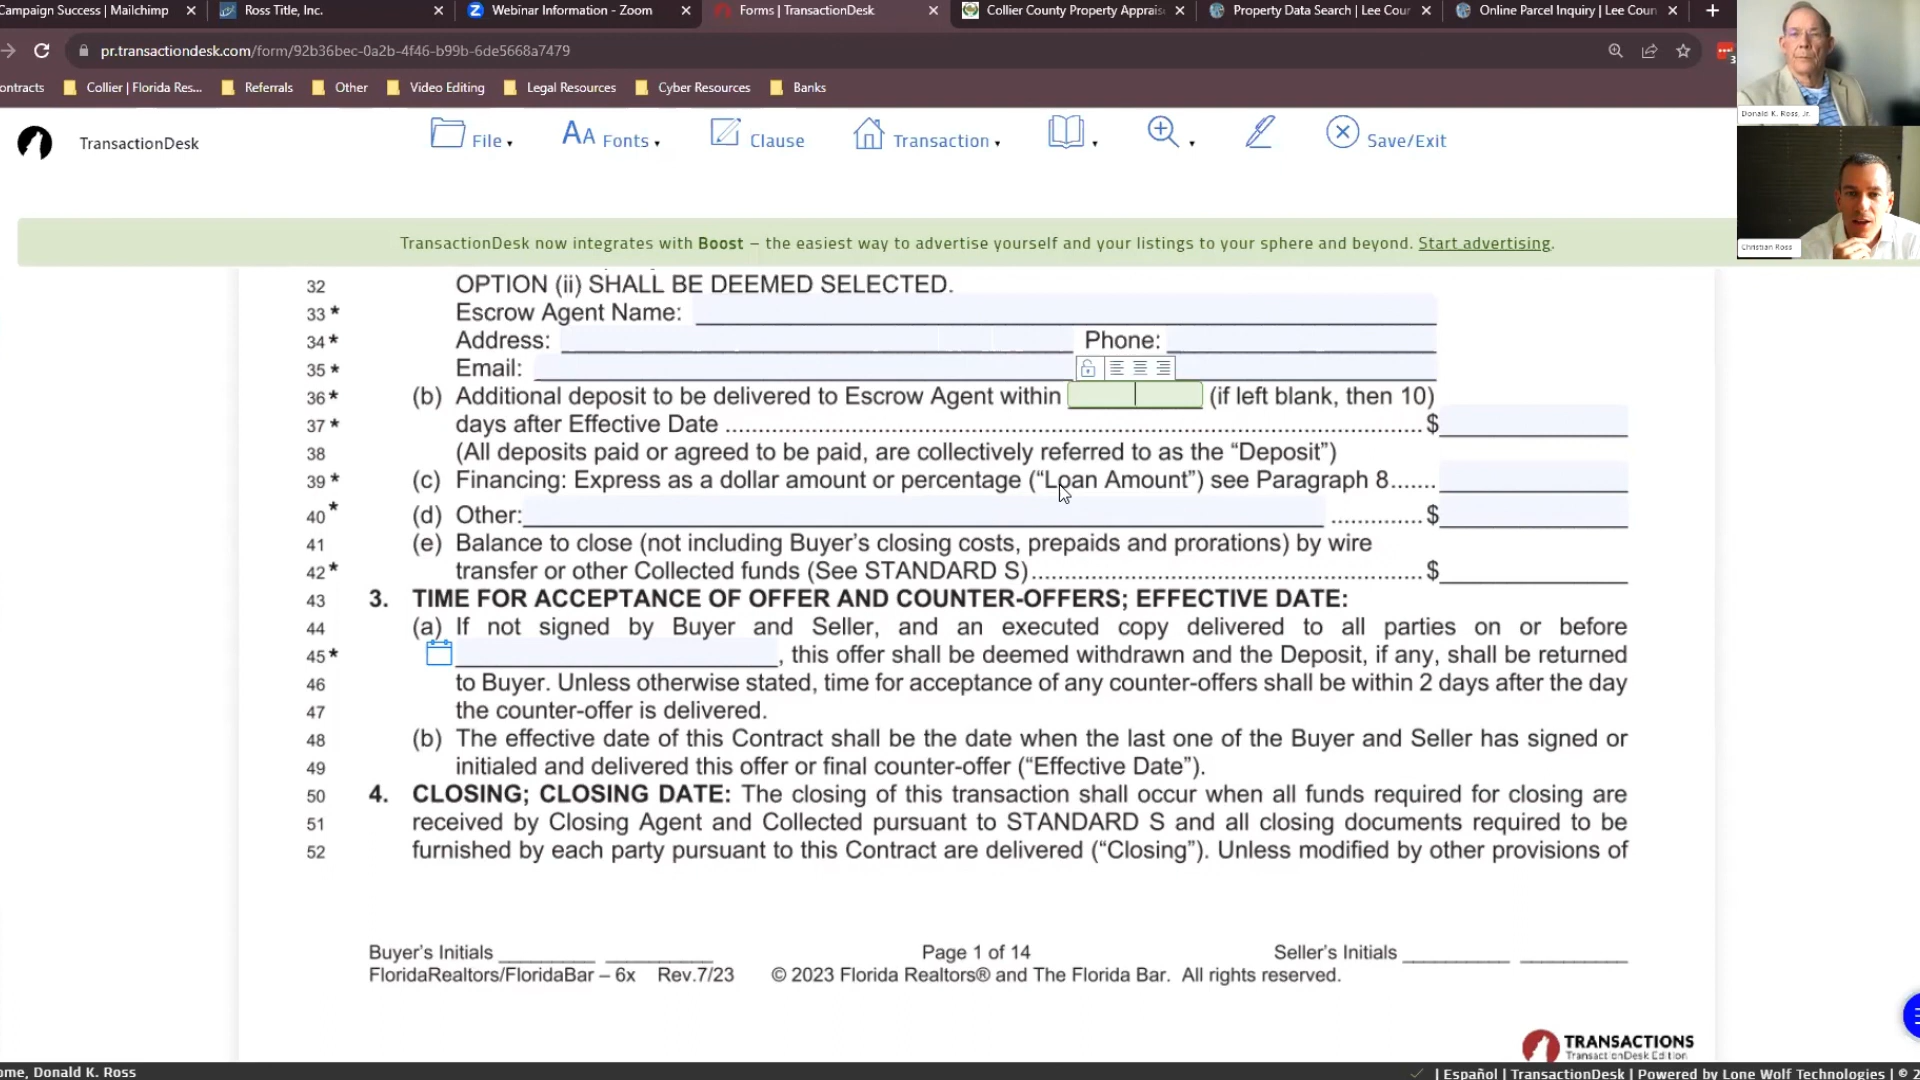 Campaign Success | Mailchimp
Ross Title, Inc.
Webinar Information - Zoom
Forms | TransactionDesk
Collier County Property Apprais
Property Data Search | Lee Cour
Online Parcel Inquiry | Lee Coun
pr.transactiondesk.com/form/92b36bec-0a2b-4f46-b99b-6de5668a7479
3
ontracts
Collier | Florida Res...
Referrals
Other
Video Editing
Legal Resources
Cyber Resources
Banks
Donald K. Ross, Jr.
Christian Ross
TransactionDesk
File
AA Fonts
Clause
Transaction
Save/Exit
TransactionDesk now integrates with Boost – the easiest way to advertise yourself and your listings to your sphere and beyond. Start advertising.
32 OPTION (ii) SHALL BE DEEMED SELECTED.
33* Escrow Agent Name:
34* Address: Phone:
35* Email:
36* (b) Additional deposit to be delivered to Escrow Agent within (if left blank, then 10)
37* days after Effective Date ........ $
38 (All deposits paid or agreed to be paid, are collectively referred to as the “Deposit”)
39* (c) Financing: Express as a dollar amount or percentage (“Loan Amount”) see Paragraph 8.......
40* (d) Other: ............. $
41 (e) Balance to close (not including Buyer’s closing costs, prepaids and prorations) by wire
42* transfer or other Collected funds (See STANDARD S)........ $
43 3. TIME FOR ACCEPTANCE OF OFFER AND COUNTER-OFFERS; EFFECTIVE DATE:
44 (a) If not signed by Buyer and Seller, and an executed copy delivered to all parties on or before
45* , this offer shall be deemed withdrawn and the Deposit, if any, shall be returned
46 to Buyer. Unless otherwise stated, time for acceptance of any counter-offers shall be within 2 days after the day
47 the counter-offer is delivered.
48 (b) The effective date of this Contract shall be the date when the last one of the Buyer and Seller has signed or
49 initialed and delivered this offer or final counter-offer (“Effective Date”).
50 4. CLOSING; CLOSING DATE: The closing of this transaction shall occur when all funds required for closing are
51 received by Closing Agent and Collected pursuant to STANDARD S and all closing documents required to be
52 furnished by each party pursuant to this Contract are delivered (“Closing”). Unless modified by other provisions of
Buyer’s Initials Page 1 of 14 Seller’s Initials
FloridaRealtors/FloridaBar – 6x Rev.7/23 © 2023 Florida Realtors® and The Florida Bar. All rights reserved.
TRANSACTIONS
TransactionDesk Edition
ome, Donald K. Ross
| Español | TransactionDesk | Powered by Lone Wolf Technologies | © 2